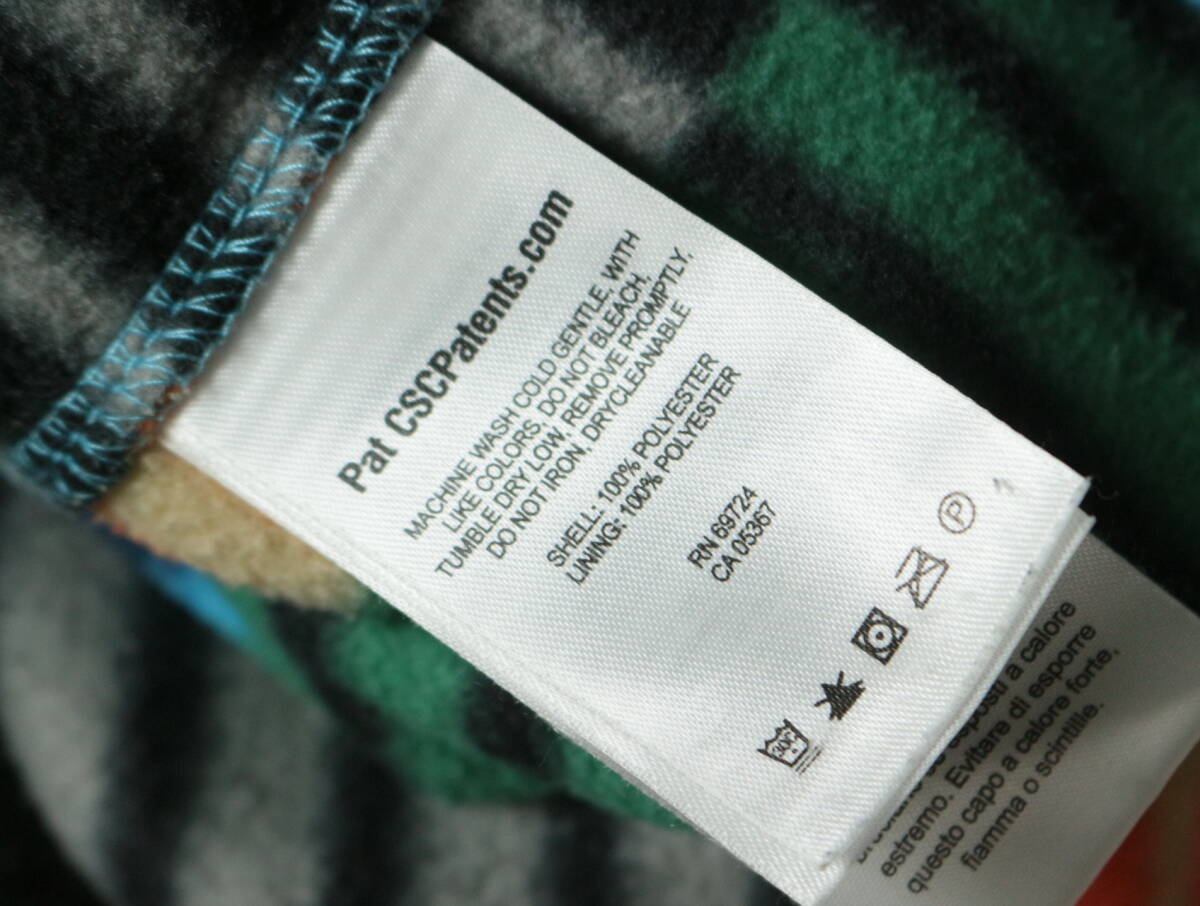 Pat CSCPatents.com
MACHINE WASH COLD GENTLE, WITH
LIKE COLORS, DO NOT BLEACH,
TUMBLE DRY LOW, REMOVE PROMPTLY,
DO NOT IRON, DRYCLEANABLE
SHELL: 100% POLYESTER
LINING: 100% POLYESTER
RN 69724
CA 05367
30C
P
a calore
estremo. Evitare di esporre
questo capo a calore forte,
fiamma o scintille.